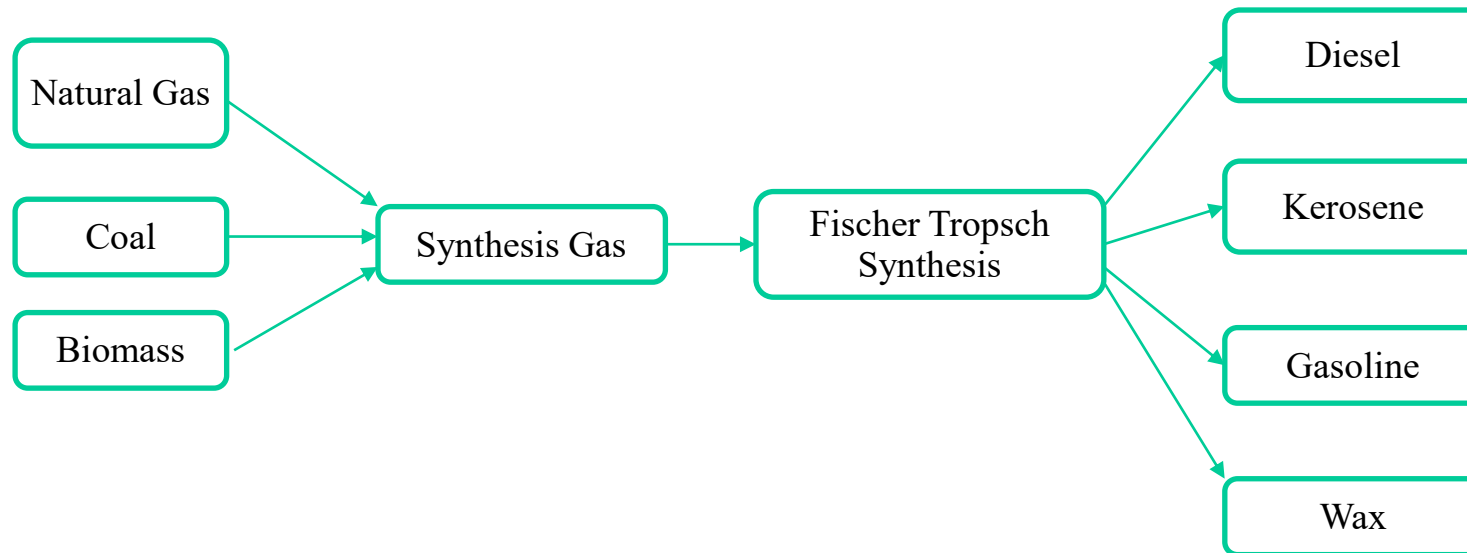 Natural Gas
Coal
Biomass
Synthesis Gas
Fischer Tropsch
Synthesis
Diesel
Kerosene
Gasoline
Wax